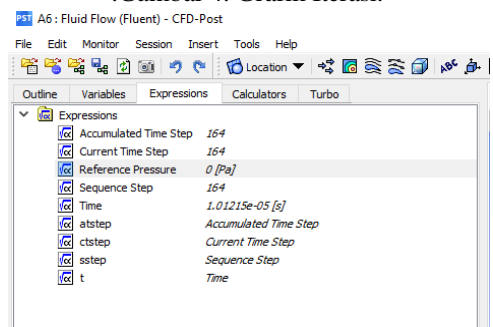 A6 : Fluid Flow (Fluent) - CFD-Post
File Edit Monitor Session Insert Tools Help
Location
Outline Variables Expressions Calculators Turbo
Expressions
Accumulated Time Step 164
Current Time Step 164
Reference Pressure 0 [Pa]
Sequence Step 164
Time 1.01215e-05 [s]
atstep Accumulated Time Step
ctstep Current Time Step
sstep Sequence Step
t Time